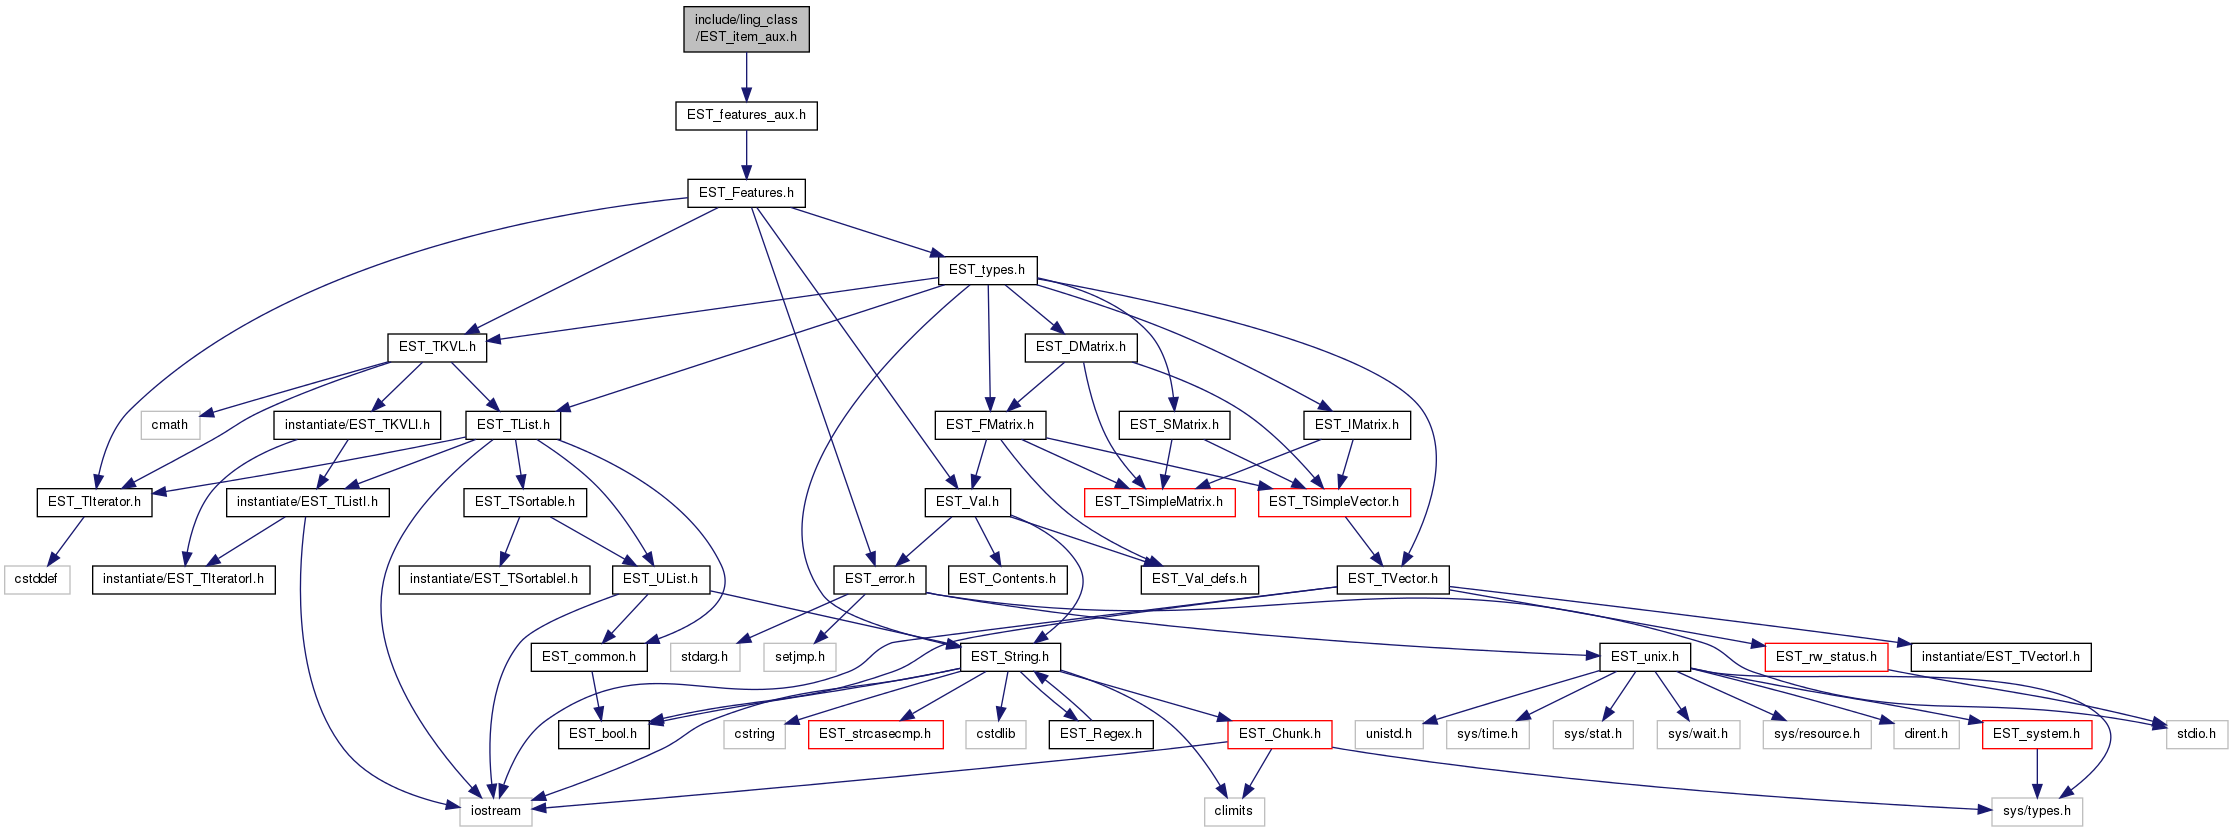 include/ling_class
/EST_item_aux.h
EST_features_aux.h
EST_Features.h
EST_types.h
EST_TKVL.h
EST_DMatrix.h
cmath
instantiate/EST_TKVLI.h
EST_TList.h
EST_FMatrix.h
EST_SMatrix.h
EST_IMatrix.h
EST_TIterator.h
instantiate/EST_TListI.h
EST_TSortable.h
EST_Val.h
EST_TSimpleMatrix.h
EST_TSimpleVector.h
cstddef
instantiate/EST_TIteratorI.h
instantiate/EST_TSortableI.h
EST_UList.h
EST_error.h
EST_Contents.h
EST_Val_defs.h
EST_TVector.h
EST_common.h
stdarg.h
setjmp.h
EST_String.h
EST_unix.h
EST_rw_status.h
instantiate/EST_TVectorI.h
EST_bool.h
cstring
EST_strcasecmp.h
cstdlib
EST_Regex.h
EST_Chunk.h
unistd.h
sys/time.h
sys/stat.h
sys/wait.h
sys/resource.h
dirent.h
EST_system.h
stdio.h
iostream
climits
sys/types.h